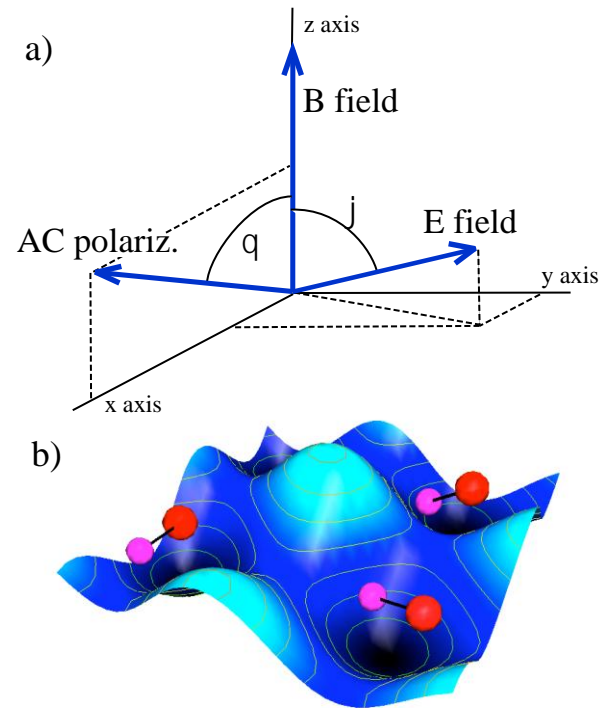 a)
z axis
B field
j
E field
AC polariz.
q
y axis
x axis
b)